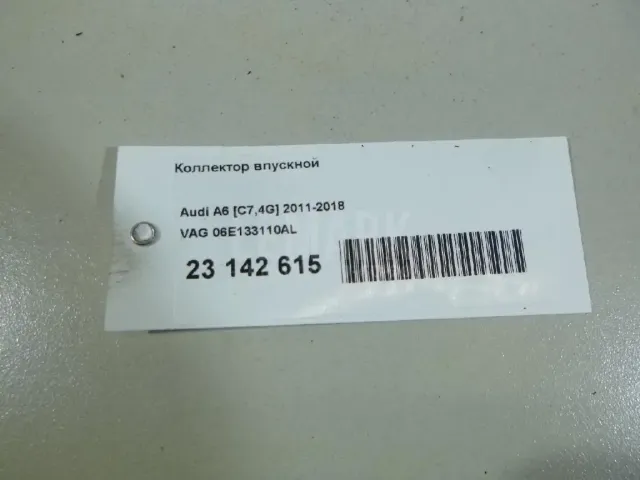 Коллектор впускной
Audi A6 [C7,4G] 2011-2018
VAG 06E133110AL
23 142 615